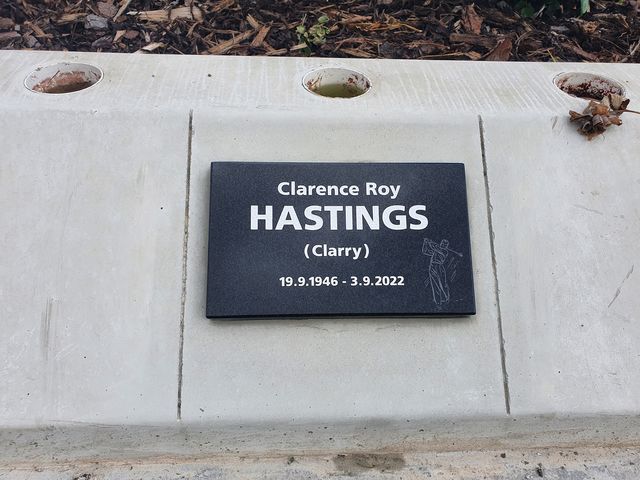 Clarence Roy
HASTINGS
(Clarry)
19.9.1946 - 3.9.2022